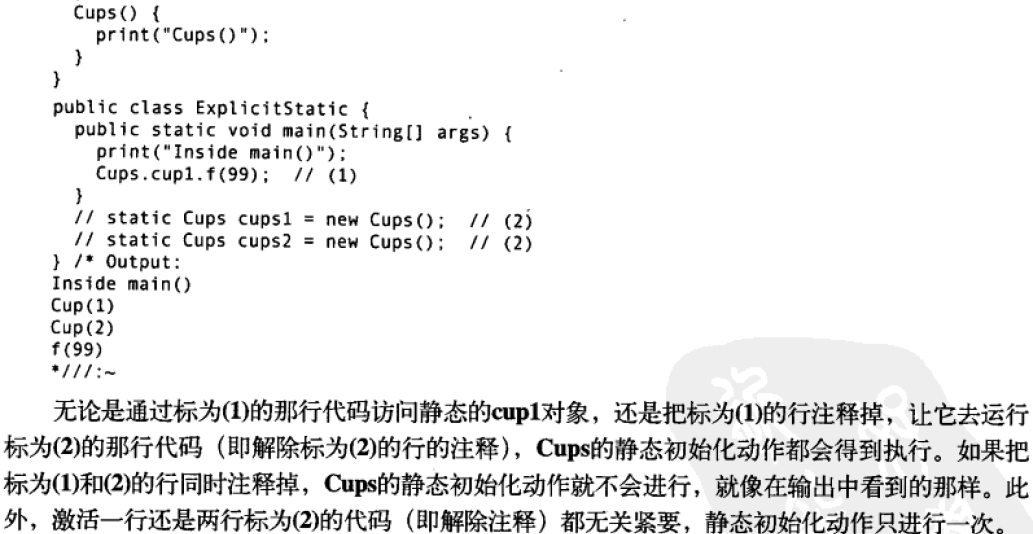 Cups() {
print("Cups()");
}
}
public class ExplicitStatic {
public static void main(String[] args) {
print("Inside main()");
Cups.cup1.f(99); // (1)
}
// static Cups cups1 = new Cups(); // (2)
// static Cups cups2 = new Cups(); // (2)
} /* Output:
Inside main()
Cup(1)
Cup(2)
f(99)
*///:~
无论是通过标为(1)的那行代码访问静态的cup1对象，还是把标为(1)的行注释掉，让它去运行
标为(2)的那行代码（即解除标为(2)的行的注释），Cups的静态初始化动作都会得到执行。如果把
标为(1)和(2)的行同时注释掉，Cups的静态初始化动作就不会进行，就像在输出中看到的那样。此
外，激活一行还是两行标为(2)的代码（即解除注释）都无关紧要，静态初始化动作只进行一次。